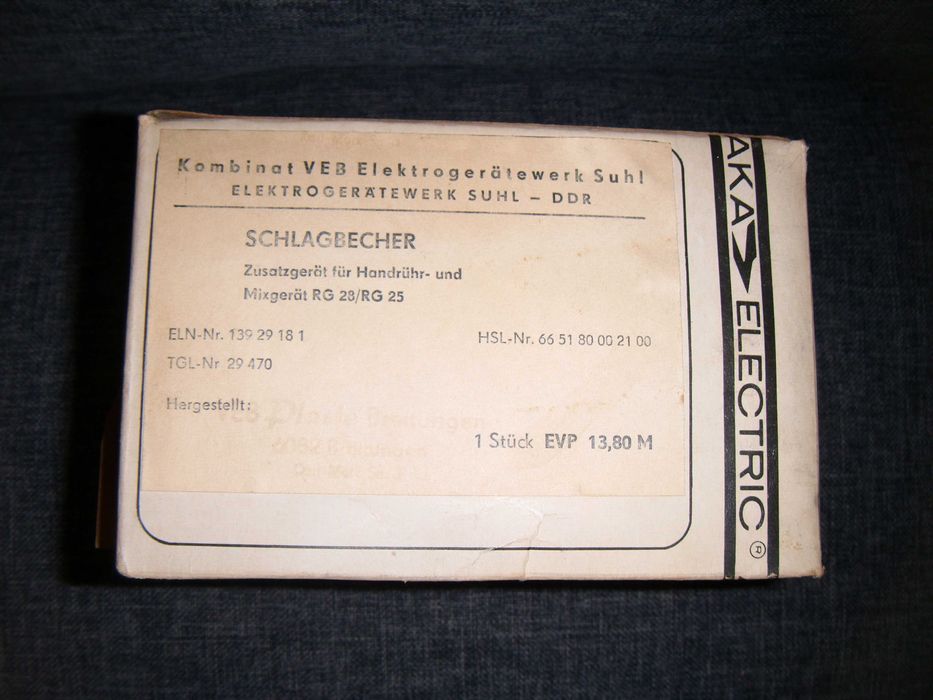 Kombinat VEB Elektrogerätewerk Suhl
ELEKTROGERÄTEWERK SUHL – DDR
SCHLAGBECHER
Zusatzgerät für Handrühr- und
Mixgerät RG 28/RG 25
ELN-Nr. 139 29 18 1
HSL-Nr. 66 51 80 00 21 00
TGL-Nr 29 470
Hergestellt:
VEB Breitungen
1 Stück EVP 13,80 M
AKA ELECTRIC ®